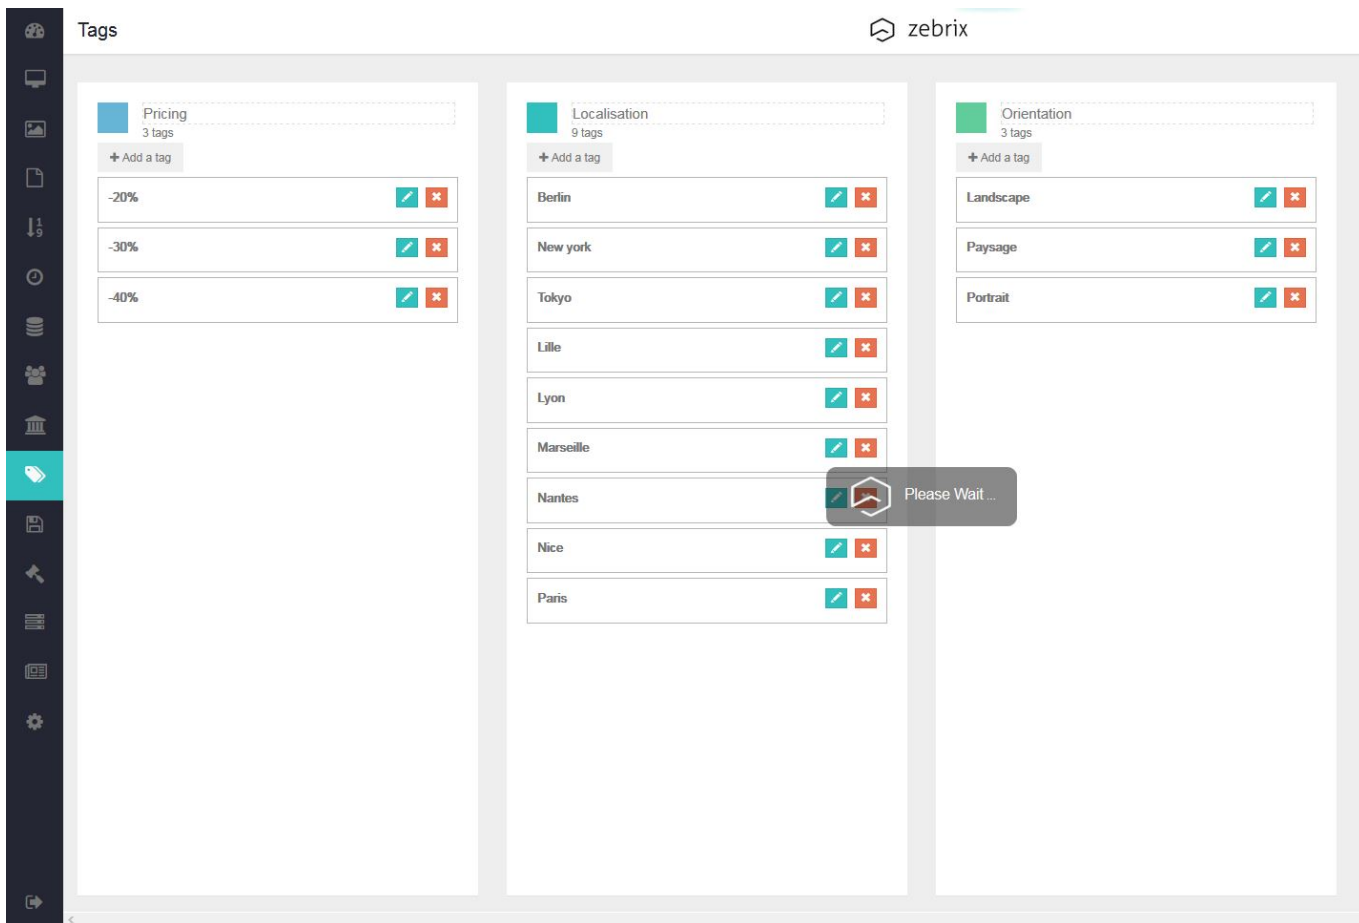 Tags
zebrix
Pricing
3 tags
Add a tag
-20%
-30%
-40%
Localisation
9 tags
Add a tag
Berlin
New york
Tokyo
Lille
Lyon
Marseille
Nantes
Nice
Paris
Please Wait ...
Orientation
3 tags
Add a tag
Landscape
Paysage
Portrait